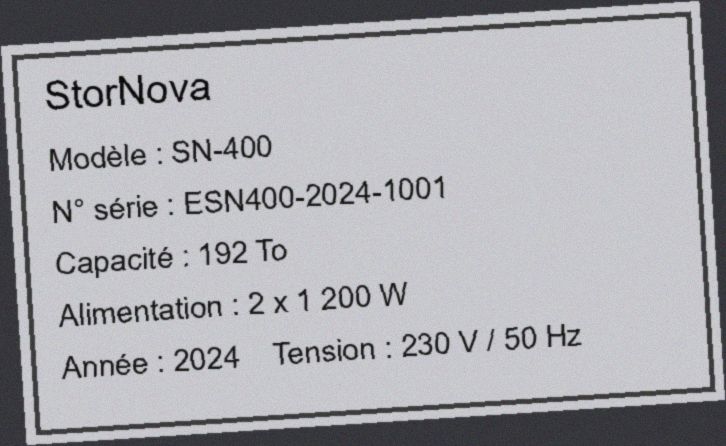 StorNova
Modèle : SN-400
N° série : ESN400-2024-1001
Capacité : 192 To
Alimentation : 2 x 1 200 W
Année : 2024 Tension : 230 V / 50 Hz